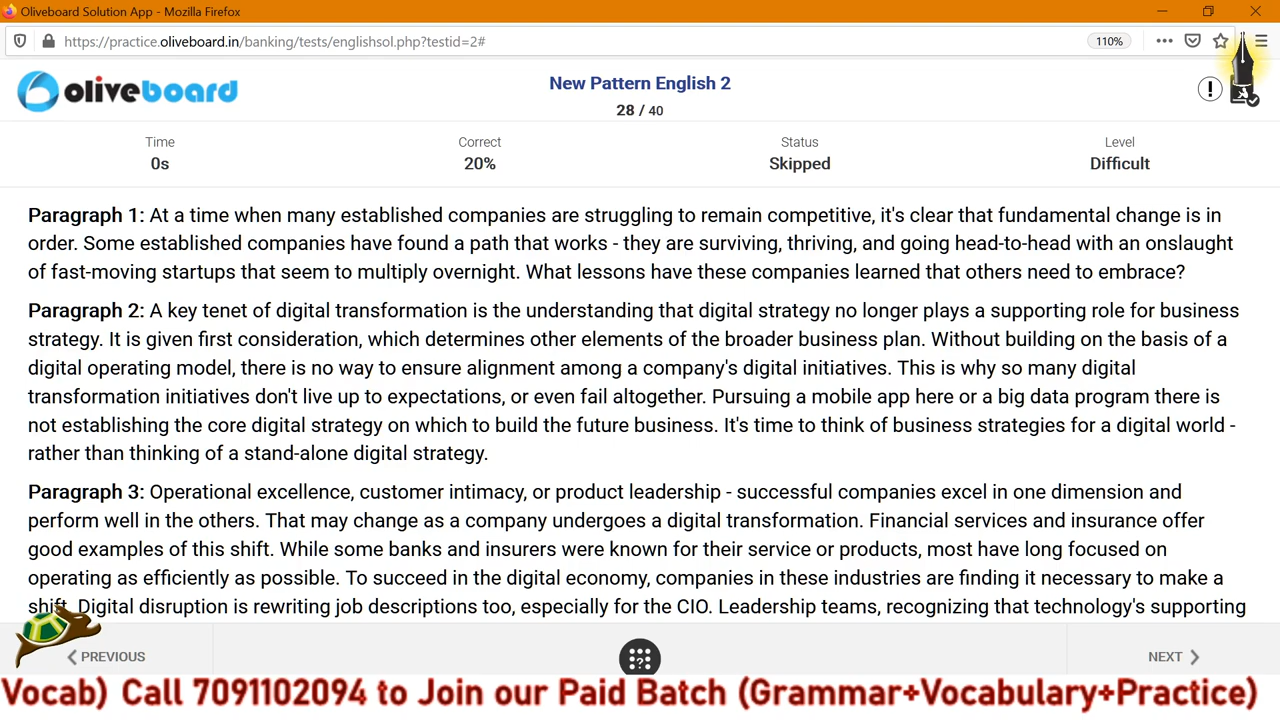 Oliveboard Solution App - Mozilla Firefox
https://practice.oliveboard.in/banking/tests/englishsol.php?testid=2#
110%
oliveboard
New Pattern English 2
28 / 40
Time
0s
Correct
20%
Status
Skipped
Level
Difficult
Paragraph 1: At a time when many established companies are struggling to remain competitive, it's clear that fundamental change is in
order. Some established companies have found a path that works - they are surviving, thriving, and going head-to-head with an onslaught
of fast-moving startups that seem to multiply overnight. What lessons have these companies learned that others need to embrace?
Paragraph 2: A key tenet of digital transformation is the understanding that digital strategy no longer plays a supporting role for business
strategy. It is given first consideration, which determines other elements of the broader business plan. Without building on the basis of a
digital operating model, there is no way to ensure alignment among a company's digital initiatives. This is why so many digital
transformation initiatives don't live up to expectations, or even fail altogether. Pursuing a mobile app here or a big data program there is
not establishing the core digital strategy on which to build the future business. It's time to think of business strategies for a digital world -
rather than thinking of a stand-alone digital strategy.
Paragraph 3: Operational excellence, customer intimacy, or product leadership - successful companies excel in one dimension and
perform well in the others. That may change as a company undergoes a digital transformation. Financial services and insurance offer
good examples of this shift. While some banks and insurers were known for their service or products, most have long focused on
operating as efficiently as possible. To succeed in the digital economy, companies in these industries are finding it necessary to make a
shift. Digital disruption is rewriting job descriptions too, especially for the CIO. Leadership teams, recognizing that technology's supporting
PREVIOUS
NEXT
Vocab) Call 7091102094 to Join our Paid Batch (Grammar+Vocabulary+Practice)